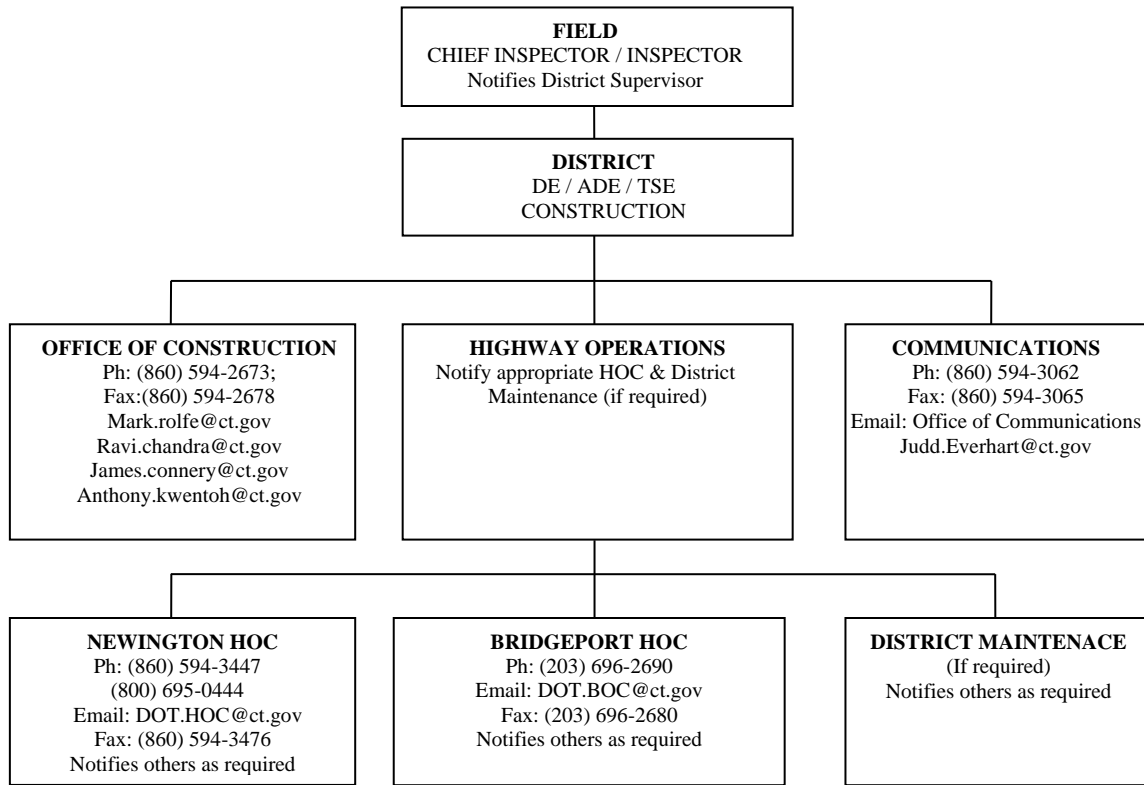 FIELD
CHIEF INSPECTOR / INSPECTOR
Notifies District Supervisor
DISTRICT
DE / ADE / TSE
CONSTRUCTION
OFFICE OF CONSTRUCTION
Ph: (860) 594-2673;
Fax:(860) 594-2678
Mark.rolfe@ct.gov
Ravi.chandra@ct.gov
James.connery@ct.gov
Anthony.kwentoh@ct.gov
HIGHWAY OPERATIONS
Notify appropriate HOC & District
Maintenance (if required)
COMMUNICATIONS
Ph: (860) 594-3062
Fax: (860) 594-3065
Email: Office of Communications
Judd.Everhart@ct.gov
NEWINGTON HOC
Ph: (860) 594-3447
(800) 695-0444
Email: DOT.HOC@ct.gov
Fax: (860) 594-3476
Notifies others as required
BRIDGEPORT HOC
Ph: (203) 696-2690
Email: DOT.BOC@ct.gov
Fax: (203) 696-2680
Notifies others as required
DISTRICT MAINTENACE
(If required)
Notifies others as required